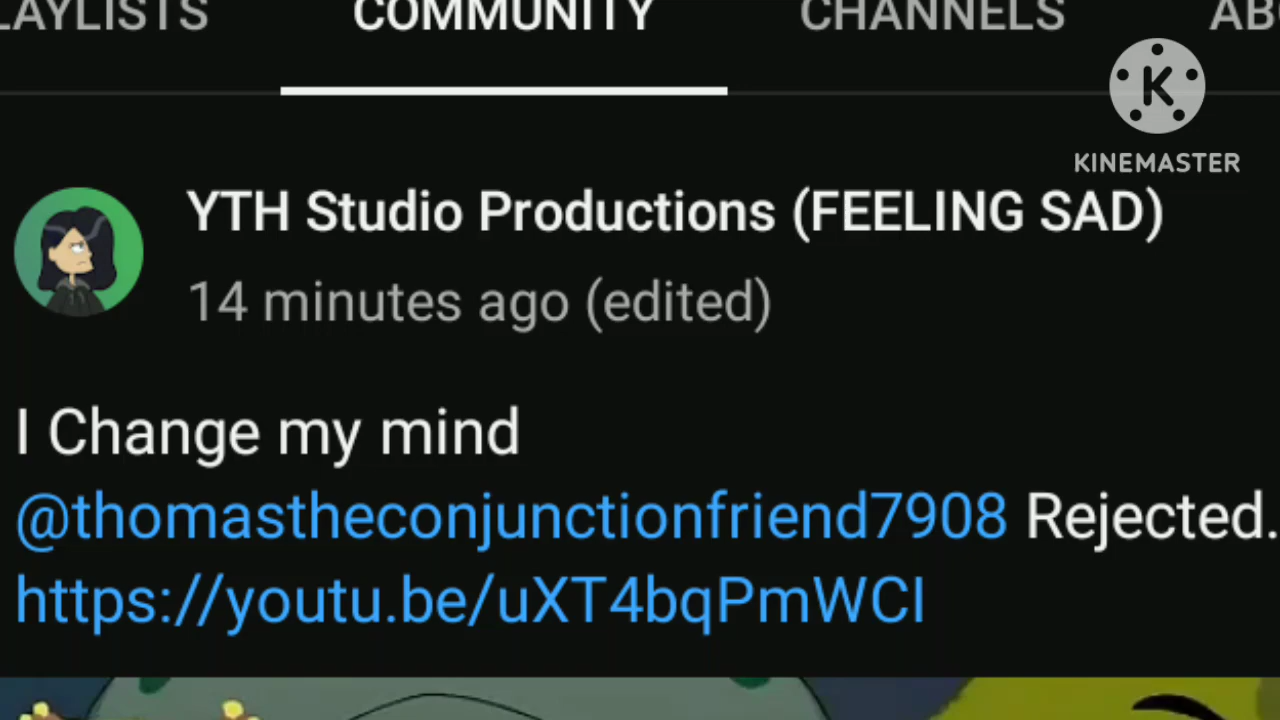 LAYLISTS COMMUNITY CHANNELS AB
K
KINEMASTER
YTH Studio Productions (FEELING SAD)
14 minutes ago (edited)
I Change my mind
@thomastheconjunctionfriend7908 Rejected.
https://youtu.be/uXT4bqPmWCI